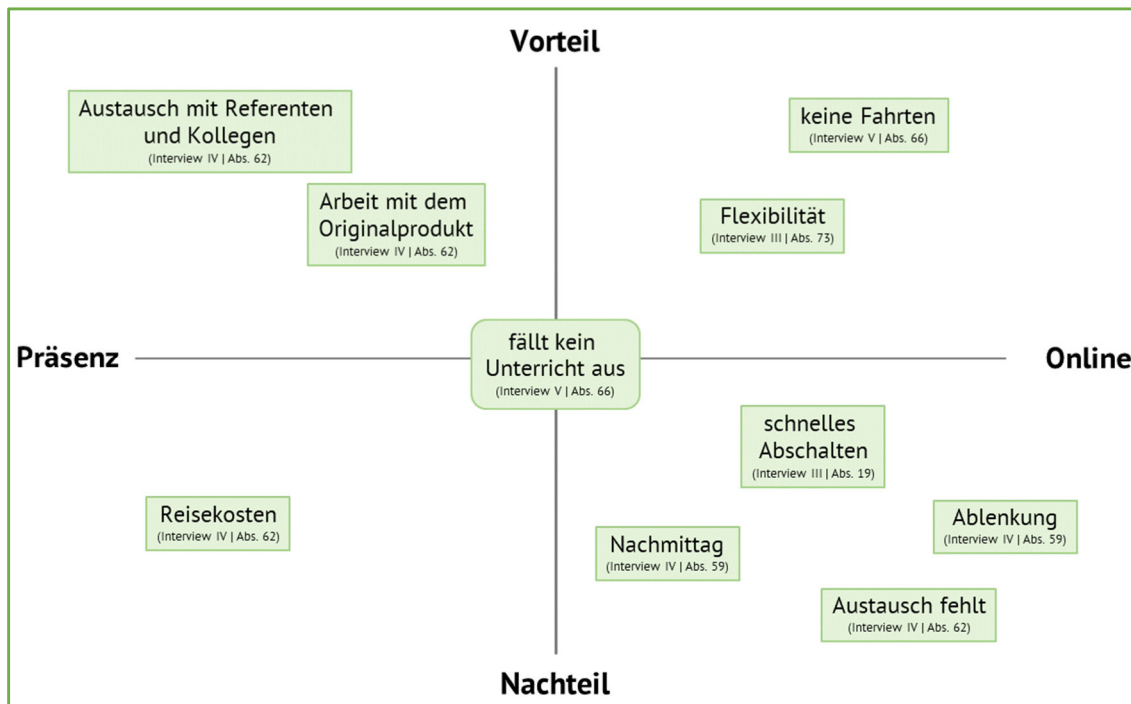 Vorteil
Austausch mit Referenten
und Kollegen
(Interview IV | Abs. 62)
keine Fahrten
(Interview V | Abs. 66)
Arbeit mit dem
Originalprodukt
(Interview IV | Abs. 62)
Flexibilität
(Interview III | Abs. 73)
Präsenz
fällt kein
Unterricht aus
(Interview V | Abs. 66)
Online
schnelles
Abschalten
(Interview III | Abs. 19)
Reisekosten
(Interview IV | Abs. 62)
Nachmittag
(Interview IV | Abs. 59)
Ablenkung
(Interview IV | Abs. 59)
Austausch fehlt
(Interview IV | Abs. 62)
Nachteil